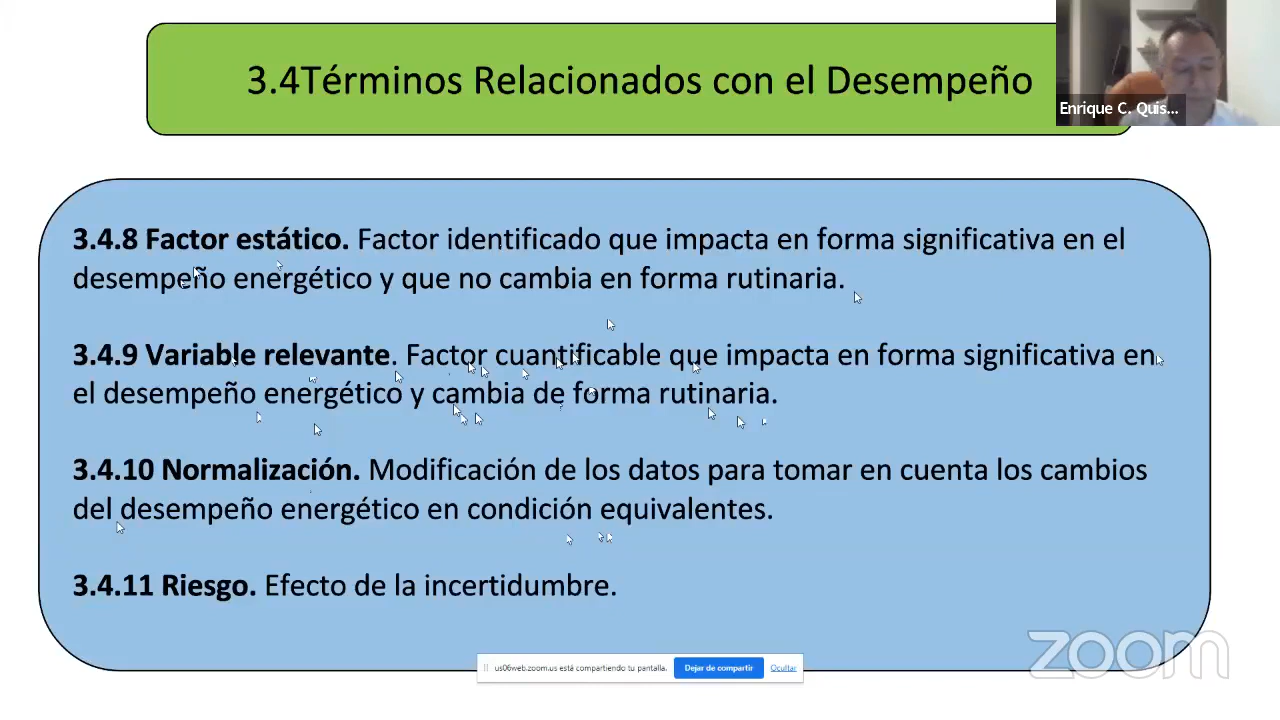 3.4Términos Relacionados con el Desempeño
Enrique C. Quis...
3.4.8 Factor estático. Factor identificado que impacta en forma significativa en el
desempeño energético y que no cambia en forma rutinaria.
3.4.9 Variable relevante. Factor cuantificable que impacta en forma significativa en
el desempeño energético y cambia de forma rutinaria.
3.4.10 Normalización. Modificación de los datos para tomar en cuenta los cambios
del desempeño energético en condición equivalentes.
3.4.11 Riesgo. Efecto de la incertidumbre.
zoom
us06web.zoom.us está compartiendo tu pantalla. Dejar de compartir Ocultar